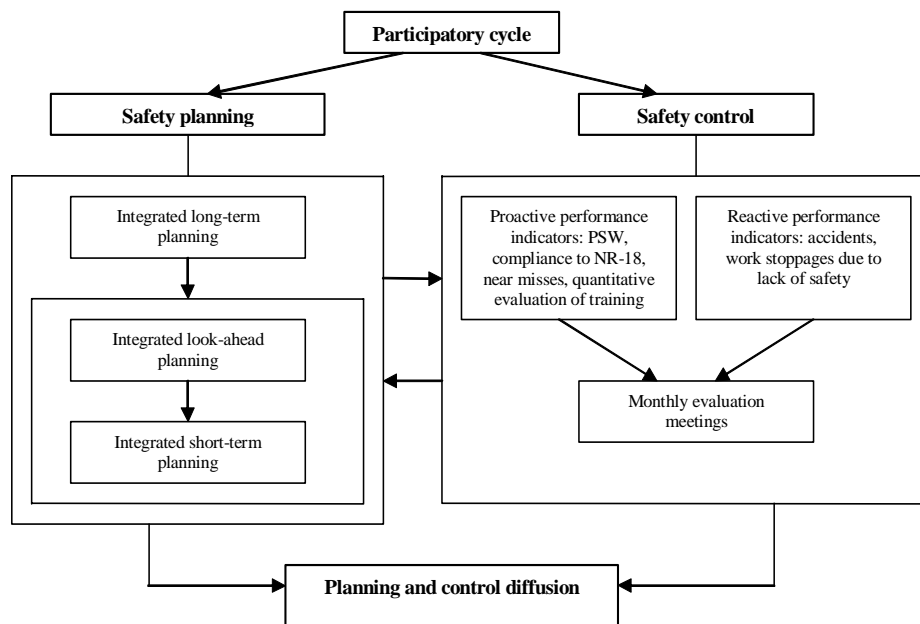 Participatory cycle
Safety planning
Safety control
Integrated long-term
planning
Integrated look-ahead
planning
Integrated short-term
planning
Proactive performance
indicators: PSW,
compliance to NR-18,
near misses, quantitative
evaluation of training
Reactive performance
indicators: accidents,
work stoppages due to
lack of safety
Monthly evaluation
meetings
Planning and control diffusion